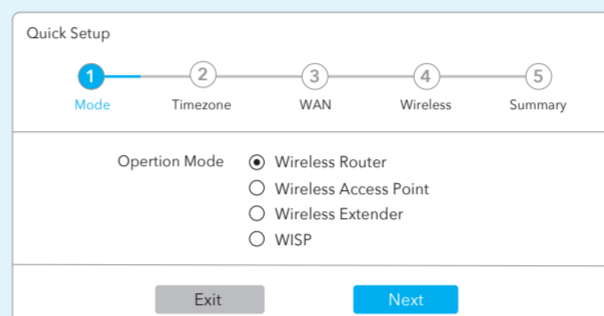 Quick Setup
1 2 3 4 5
Mode Timezone WAN Wireless Summary
Opertion Mode Wireless Router
Wireless Access Point
Wireless Extender
WISP
Exit Next